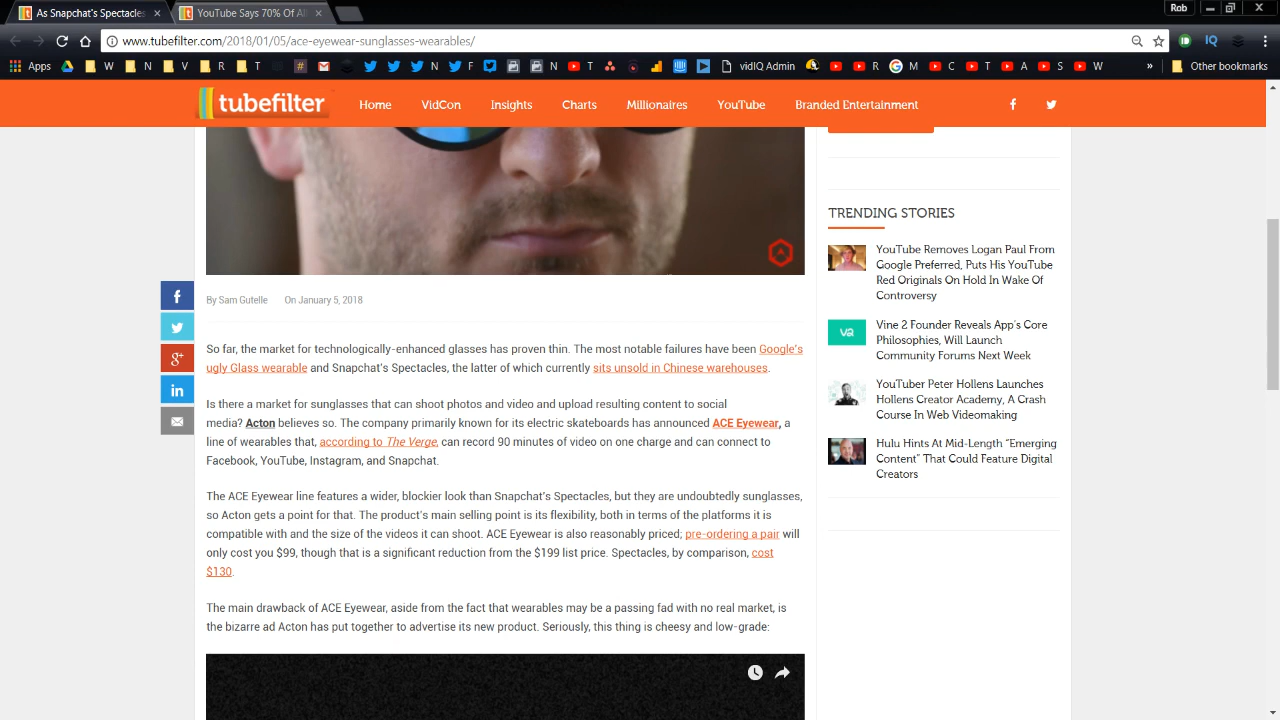 As Snapchat's Spectacles
YouTube Says 70% Of Al
Rob
www.tubefilter.com/2018/01/05/ace-eyewear-sunglasses-wearables/
IQ
Apps W N V R T # N F N T vidIQ Admin R M C T A S W » Other bookmarks
tubefilter Home VidCon Insights Charts Millionaires YouTube Branded Entertainment
By Sam Gutelle On January 5, 2018
So far, the market for technologically-enhanced glasses has proven thin. The most notable failures have been Google's
ugly Glass wearable and Snapchat's Spectacles, the latter of which currently sits unsold in Chinese warehouses.
Is there a market for sunglasses that can shoot photos and video and upload resulting content to social
media? Acton believes so. The company primarily known for its electric skateboards has announced ACE Eyewear, a
line of wearables that, according to The Verge, can record 90 minutes of video on one charge and can connect to
Facebook, YouTube, Instagram, and Snapchat.
The ACE Eyewear line features a wider, blockier look than Snapchat's Spectacles, but they are undoubtedly sunglasses,
so Acton gets a point for that. The product's main selling point is its flexibility, both in terms of the platforms it is
compatible with and the size of the videos it can shoot. ACE Eyewear is also reasonably priced; pre-ordering a pair will
only cost you $99, though that is a significant reduction from the $199 list price. Spectacles, by comparison, cost
$130.
The main drawback of ACE Eyewear, aside from the fact that wearables may be a passing fad with no real market, is
the bizarre ad Acton has put together to advertise its new product. Seriously, this thing is cheesy and low-grade:
TRENDING STORIES
YouTube Removes Logan Paul From
Google Preferred, Puts His YouTube
Red Originals On Hold In Wake Of
Controversy
Vine 2 Founder Reveals App's Core
Philosophies, Will Launch
Community Forums Next Week
YouTuber Peter Hollens Launches
Hollens Creator Academy, A Crash
Course In Web Videomaking
Hulu Hints At Mid-Length "Emerging
Content" That Could Feature Digital
Creators